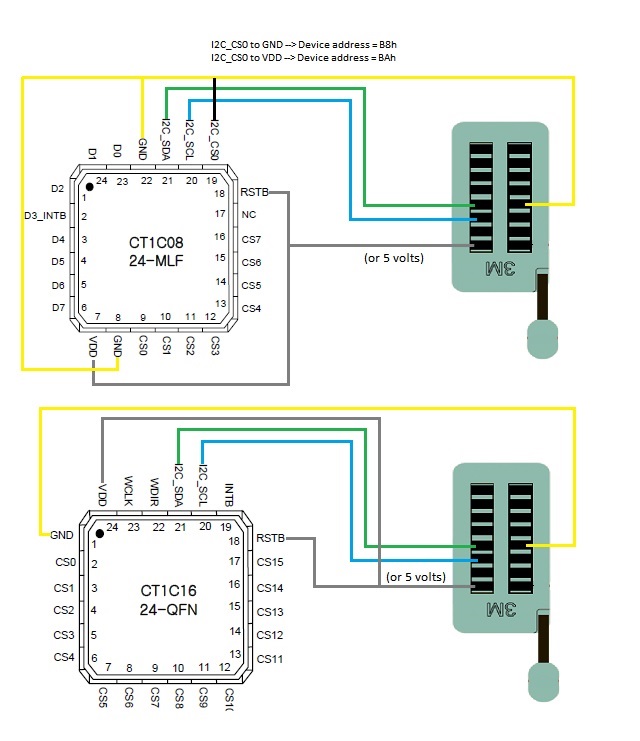 I2C_CS0 to GND --> Device address = B8h
I2C_CS0 to VDD --> Device address = BAh
D1
D0
GND
I2C_SDA
I2C_SCL
I2C_CS0
24
23
22
21
20
19
D2
1
18
RSTB
D3_INTB
2
17
NC
D4
3
CT1C08
16
CS7
D5
4
24-MLF
15
CS6
(or 5 volts)
D6
5
14
CS5
D7
6
13
CS4
7
8
9
10
11
12
VDD
GND
CS0
CS1
CS2
CS3
3M
VDD
WCLK
WDIR
I2C_SDA
I2C_SCL
INTB
24
23
22
21
20
19
GND
1
18
RSTB
CS0
2
17
CS15
CS1
3
CT1C16
16
CS14
(or 5 volts)
CS2
4
24-QFN
15
CS13
CS3
5
14
CS12
CS4
6
13
CS11
7
8
9
10
11
12
CS5
CS6
CS7
CS8
CS9
3M